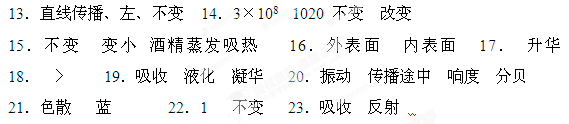 13．直线传播、左、不变 14．3×10⁸ 1020 不变 改变
15．不变 变小 酒精蒸发吸热 16．外表面 内表面 17． 升华
18． > 19．吸收 液化 凝华 20．振动 传播途中 响度 分贝
21．色散 蓝 22．1 不变 23．吸收 反射